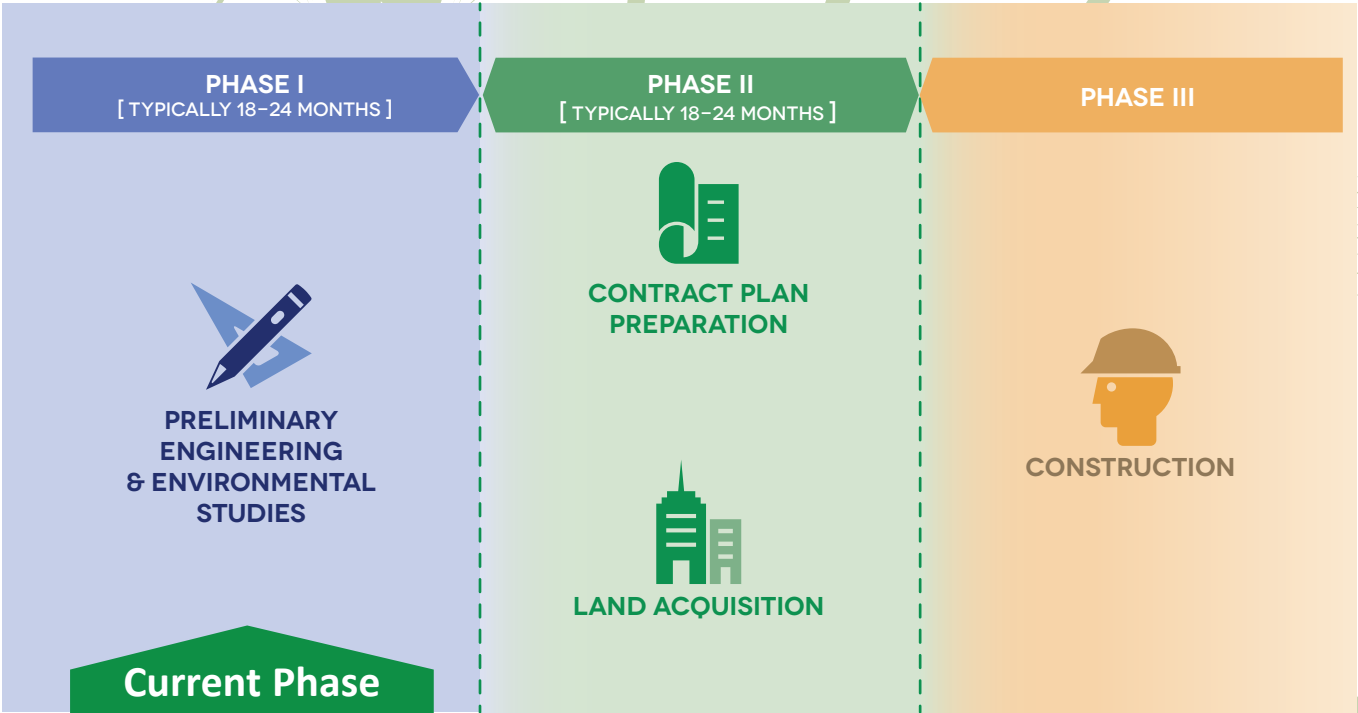 PHASE I
[ TYPICALLY 18–24 MONTHS ]
PRELIMINARY
ENGINEERING
& ENVIRONMENTAL
STUDIES
Current Phase
PHASE II
[ TYPICALLY 18–24 MONTHS ]
CONTRACT PLAN
PREPARATION
LAND ACQUISITION
PHASE III
CONSTRUCTION